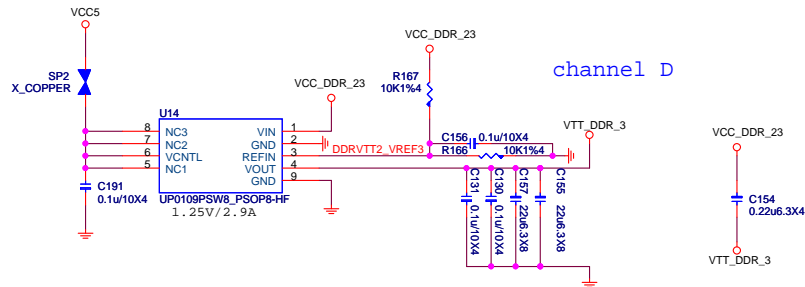 VCC5
VCC_DDR_23
channel D
SP2
X_COPPER
VCC_DDR_23
R167
10K1%4
U14
VTT_DDR_3
VCC_DDR_23
8 NC3 VIN 1
7 NC2 GND 2
6 VCNTL REFIN 3
5 NC1 VOUT 4
GND 9
DDRVTT2_VREF3
C156 0.1u/10X4
R166 10K1%4
C191
0.1u/10X4
UP0109PSW8_PSOP8-HF
1.25V/2.9A
C131 0.1u/10X4
C130 0.1u/10X4
C157 22u6.3X8
C155 22u6.3X8
C154
0.22u6.3X4
VTT_DDR_3